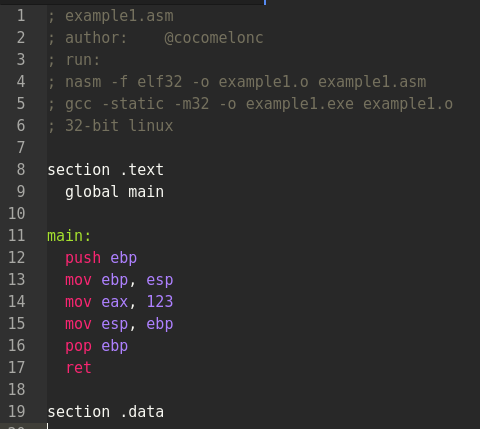 1 ; example1.asm
2 ; author:    @cocomelonc
3 ; run:
4 ; nasm -f elf32 -o example1.o example1.asm
5 ; gcc -static -m32 -o example1.exe example1.o
6 ; 32-bit linux
7
8 section .text
9   global main
10
11 main:
12   push ebp
13   mov ebp, esp
14   mov eax, 123
15   mov esp, ebp
16   pop ebp
17   ret
18
19 section .data